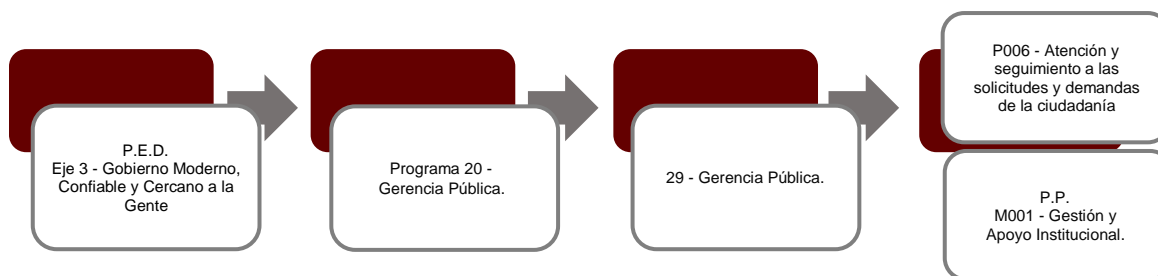 P.E.D.
Eje 3 - Gobierno Moderno,
Confiable y Cercano a la
Gente
Programa 20 -
Gerencia Pública.
29 - Gerencia Pública.
P006 - Atención y
seguimiento a las
solicitudes y demandas
de la ciudadanía
P.P.
M001 - Gestión y
Apoyo Institucional.